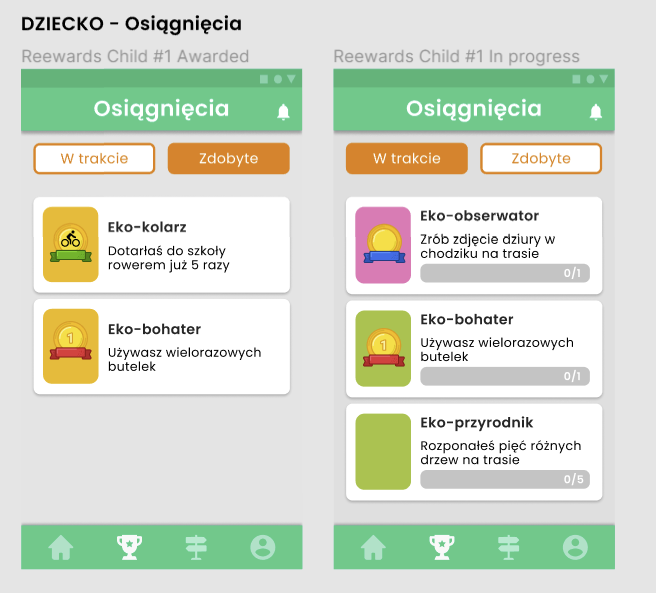 DZIECKO - Osiągnięcia
Reewards Child #1 Awarded
Osiągnięcia
W trakcie
Zdobyte
Eko-kolarz
Dotarłaś do szkoły
rowerem już 5 razy
1
Eko-bohater
Używasz wielorazowych
butelek
Reewards Child #1 In progress
Osiągnięcia
W trakcie
Zdobyte
Eko-obserwator
Zrób zdjęcie dziury w
chodziku na trasie
0/1
1
Eko-bohater
Używasz wielorazowych
butelek
0/1
Eko-przyrodnik
Rozponałeś pięć różnych
drzew na trasie
0/5